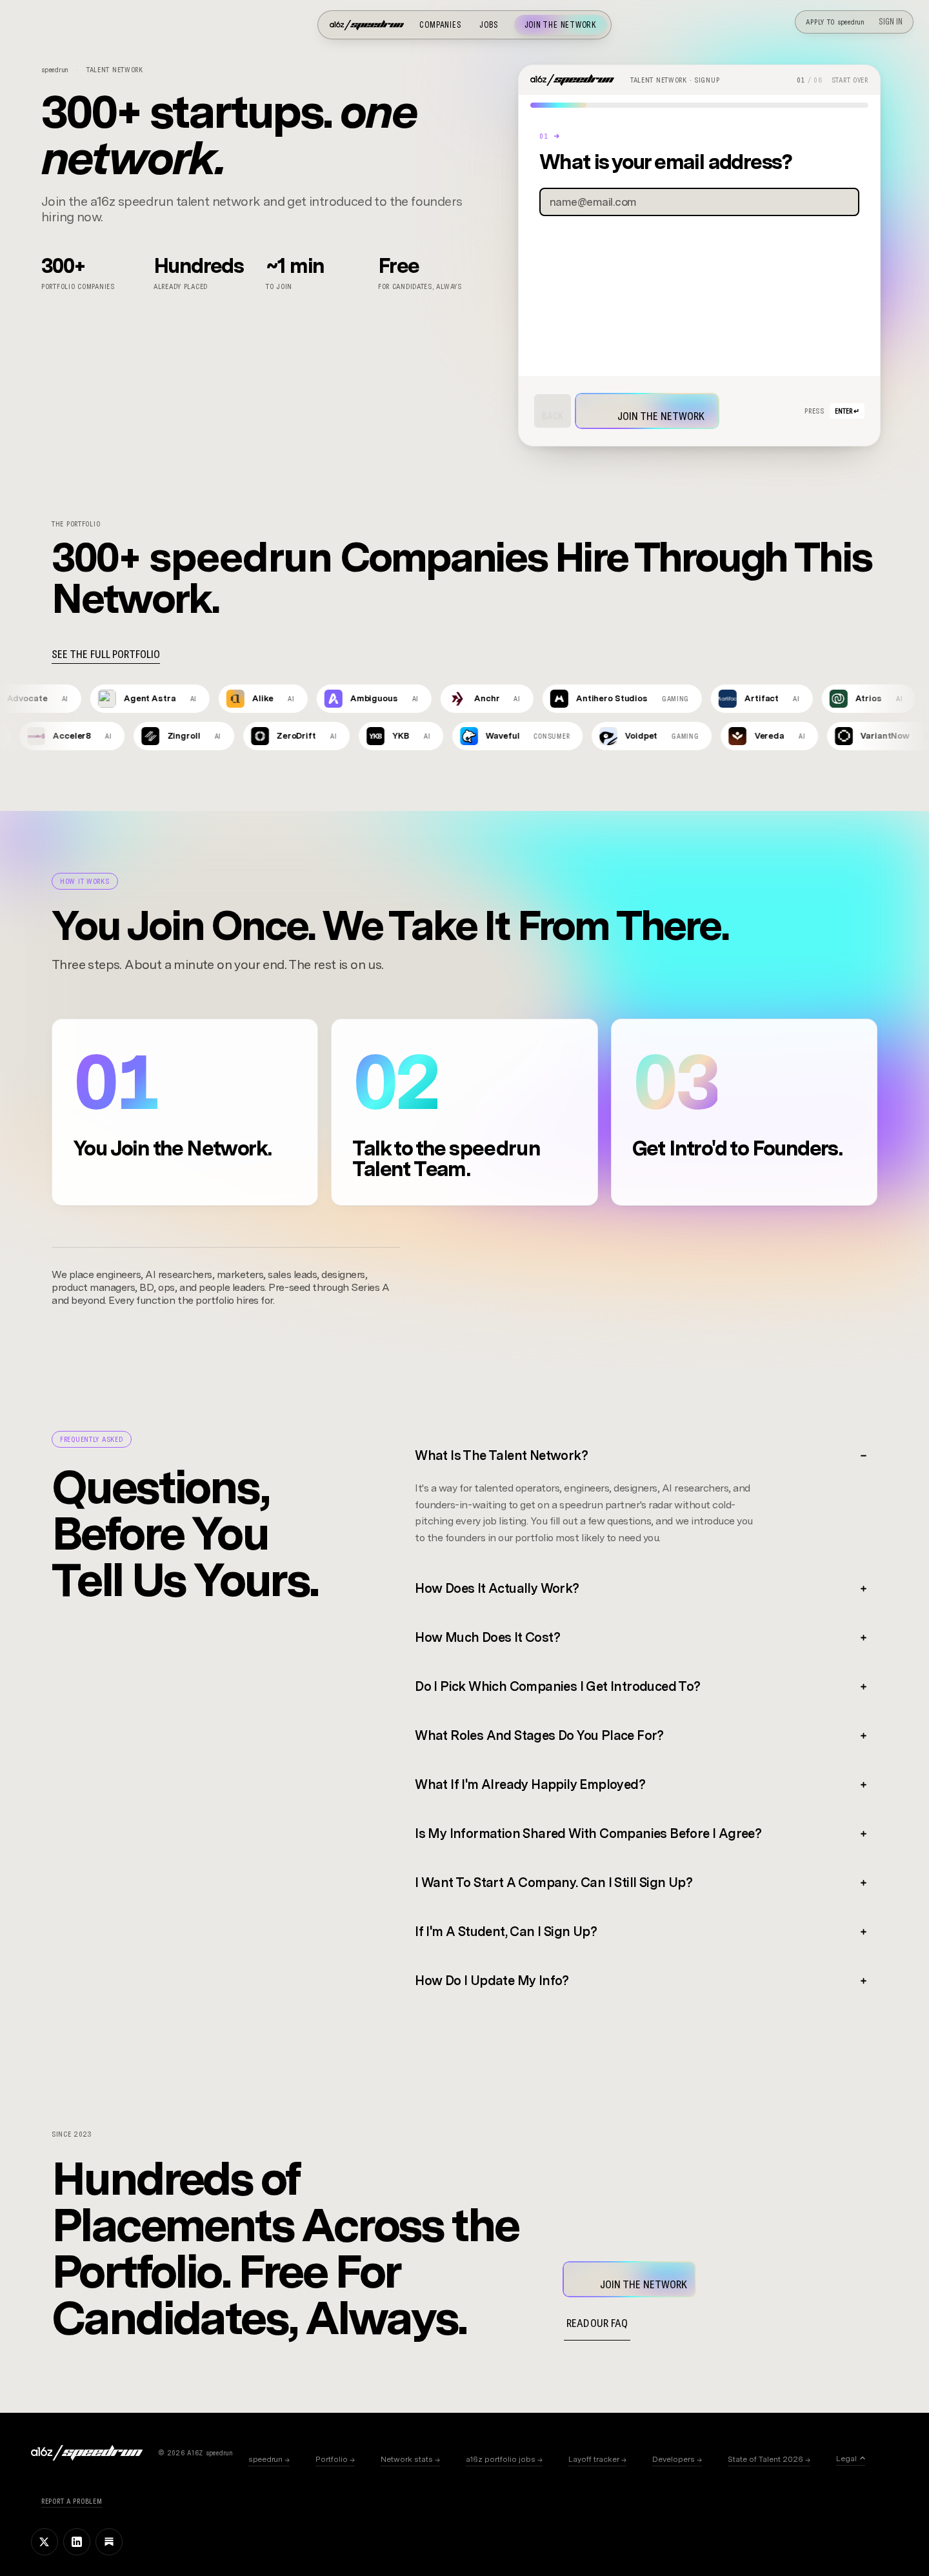 a16z/speedrun COMPANIES JOBS JOIN THE NETWORK
APPLY TO speedrun SIGN IN
speedrun TALENT NETWORK
300+ startups. one
network.
Join the a16z speedrun talent network and get introduced to the founders
hiring now.
300+ Hundreds ~1 min Free
PORTFOLIO COMPANIES ALREADY PLACED TO JOIN FOR CANDIDATES, ALWAYS
a16z/speedrun TALENT NETWORK · SIGNUP 01 / 06 START OVER
01 →
What is your email address?
name@email.com
BACK JOIN THE NETWORK PRESS ENTER ↵
THE PORTFOLIO
300+ speedrun Companies Hire Through This
Network.
SEE THE FULL PORTFOLIO
Advocate AI Agent Astra AI Alike AI Ambiguous AI Anchr AI Antihero Studios GAMING Artifact AI Atrios AI
Acceler8 AI Zingroll AI ZeroDrift AI YKB YKB AI Waveful CONSUMER Voidpet GAMING Vereda AI VariantNow
HOW IT WORKS
You Join Once. We Take It From There.
Three steps. About a minute on your end. The rest is on us.
01 02 03
You Join the Network.
Talk to the speedrun
Talent Team.
Get Intro'd to Founders.
We place engineers, AI researchers, marketers, sales leads, designers,
product managers, BD, ops, and people leaders. Pre-seed through Series A
and beyond. Every function the portfolio hires for.
FREQUENTLY ASKED
Questions,
Before You
Tell Us Yours.
What Is The Talent Network? −
It's a way for talented operators, engineers, designers, AI researchers, and
founders-in-waiting to get on a speedrun partner's radar without cold-
pitching every job listing. You fill out a few questions, and we introduce you
to the founders in our portfolio most likely to need you.
How Does It Actually Work? +
How Much Does It Cost? +
Do I Pick Which Companies I Get Introduced To? +
What Roles And Stages Do You Place For? +
What If I'm Already Happily Employed? +
Is My Information Shared With Companies Before I Agree? +
I Want To Start A Company. Can I Still Sign Up? +
If I'm A Student, Can I Sign Up? +
How Do I Update My Info? +
SINCE 2023
Hundreds of
Placements Across the
Portfolio. Free For
Candidates, Always.
JOIN THE NETWORK
READ OUR FAQ
a16z/speedrun © 2026 A16Z speedrun speedrun → Portfolio → Network stats → a16z portfolio jobs → Layoff tracker → Developers → State of Talent 2026 → Legal
REPORT A PROBLEM